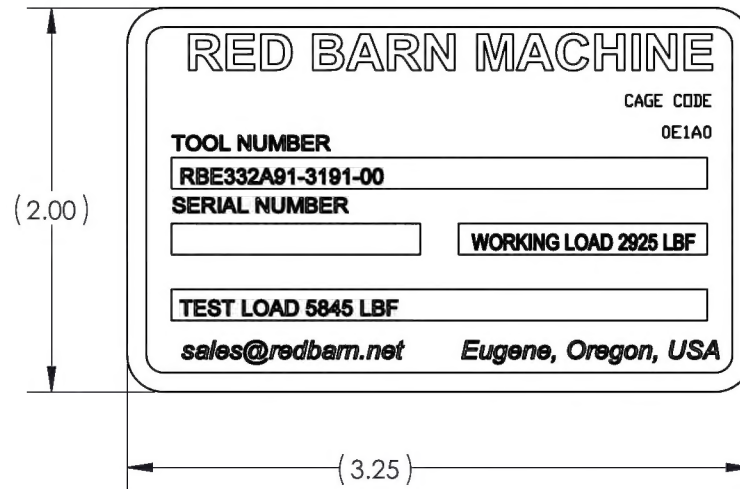 RED BARN MACHINE
CAGE CODE
0E1A0
TOOL NUMBER
RBE332A91-3191-00
SERIAL NUMBER
WORKING LOAD 2925 LBF
TEST LOAD 5845 LBF
sales@redbarn.net Eugene, Oregon, USA
(2.00)
(3.25)